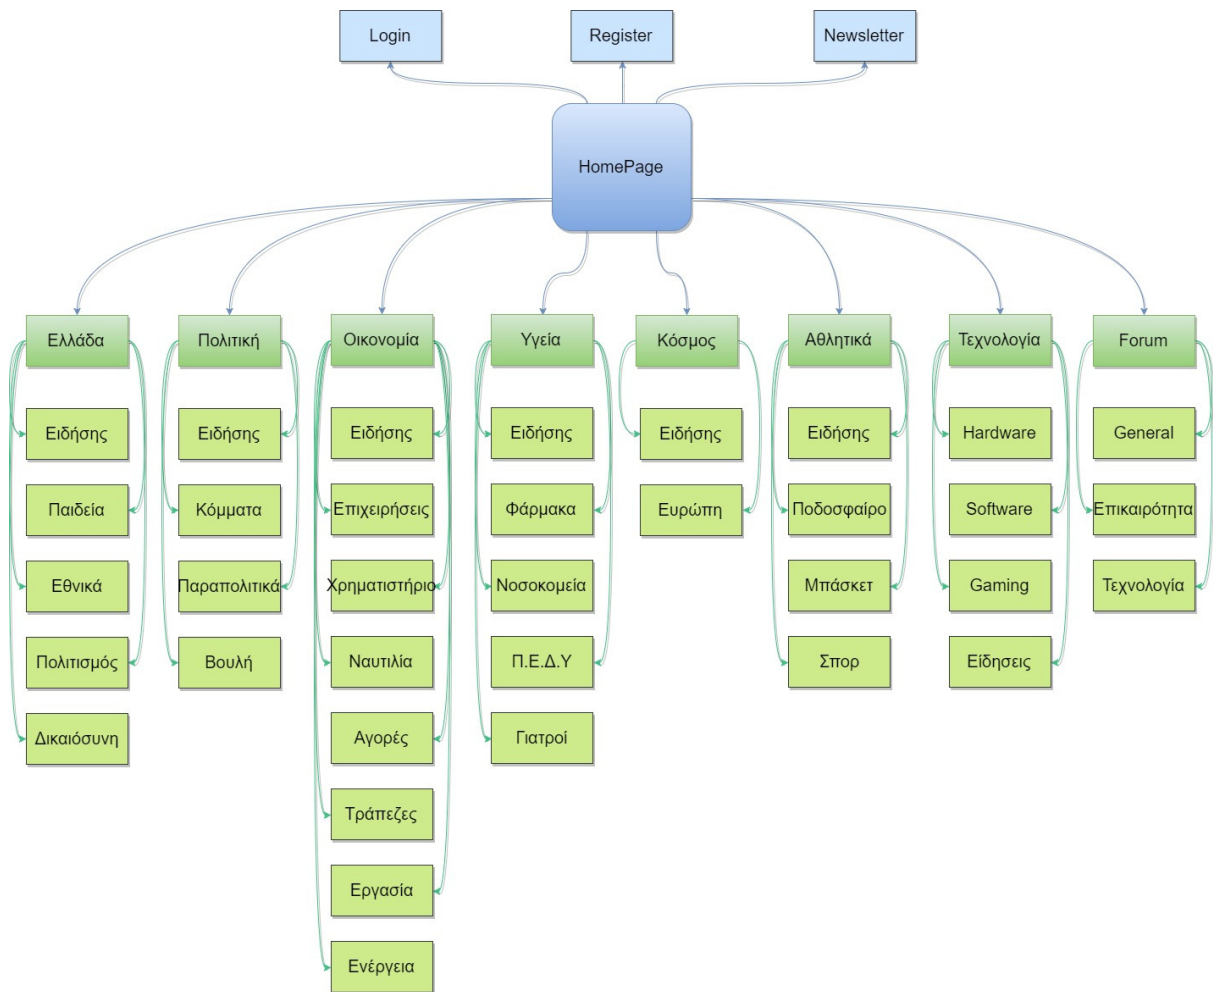 Login
Register
Newsletter
HomePage
Ελλάδα
Πολιτική
Οικονομία
Υγεία
Κόσμος
Αθλητικά
Τεχνολογία
Forum
Ειδήσης
Ειδήσης
Ειδήσης
Ειδήσης
Ειδήσης
Ειδήσης
Hardware
General
Παιδεία
Κόμματα
Επιχειρήσεις
Φάρμακα
Ευρώπη
Ποδοσφαίρο
Software
Επικαιρότητα
Εθνικά
Παραπολιτικά
Χρηματιστήριο
Νοσοκομεία
Μπάσκετ
Gaming
Τεχνολογία
Πολιτισμός
Βουλή
Ναυτιλία
Π.Ε.Δ.Υ
Σπορ
Είδησεις
Δικαιόσυνη
Αγορές
Γιατροί
Τράπεζες
Εργασία
Ενέργεια